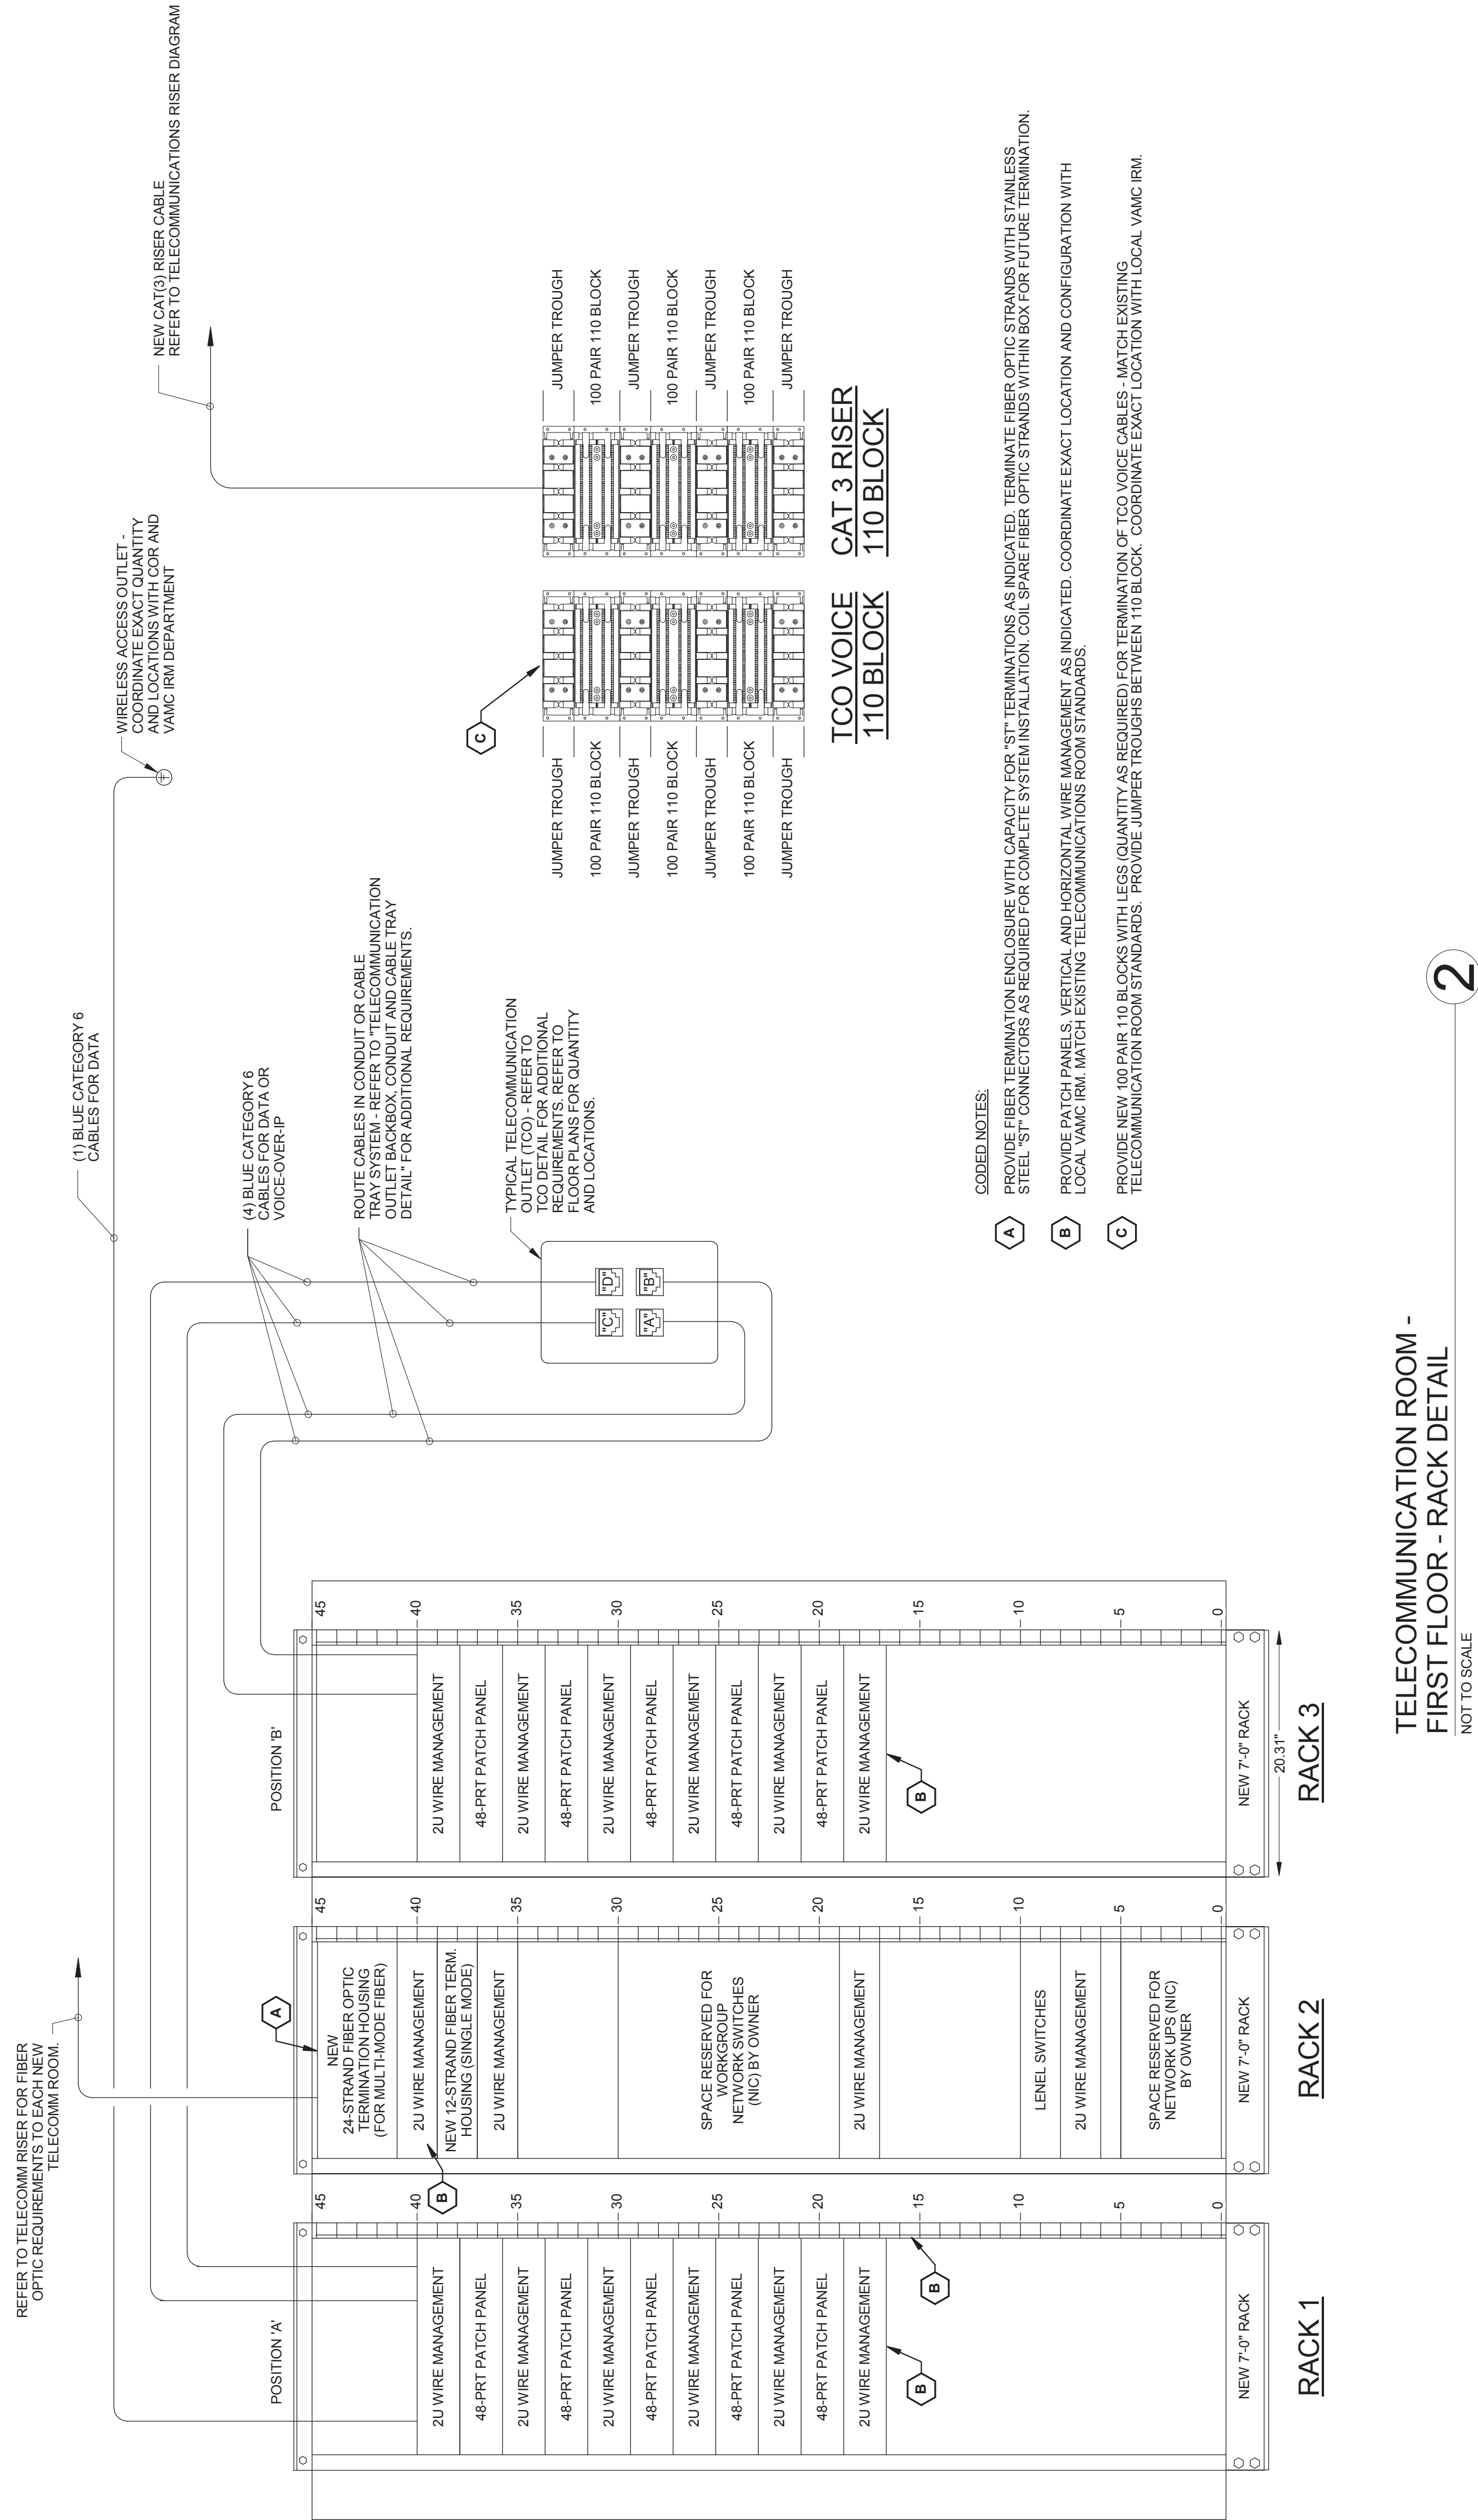 REFER TO TELECOMM RISER FOR FIBER
OPTIC REQUIREMENTS TO EACH NEW
TELECOMM ROOM.
(1) BLUE CATEGORY 6
CABLES FOR DATA
WIRELESS ACCESS OUTLET -
COORDINATE EXACT QUANTITY
AND LOCATIONS WITH COR AND
VAMC IRM DEPARTMENT
NEW CAT(3) RISER CABLE
REFER TO TELECOMMUNICATIONS RISER DIAGRAM
(4) BLUE CATEGORY 6
CABLES FOR DATA OR
VOICE-OVER-IP
ROUTE CABLES IN CONDUIT OR CABLE
TRAY SYSTEM - REFER TO "TELECOMMUNICATION
OUTLET BACKBOX, CONDUIT AND CABLE TRAY
DETAIL" FOR ADDITIONAL REQUIREMENTS.
TYPICAL TELECOMMUNICATION
OUTLET (TCO) - REFER TO
TCO DETAIL FOR ADDITIONAL
REQUIREMENTS. REFER TO
FLOOR PLANS FOR QUANTITY
AND LOCATIONS.
"C"
"D"
"A"
"B"
POSITION 'A'
45
40
35
30
25
20
15
10
5
0
2U WIRE MANAGEMENT
48-PRT PATCH PANEL
2U WIRE MANAGEMENT
48-PRT PATCH PANEL
2U WIRE MANAGEMENT
48-PRT PATCH PANEL
2U WIRE MANAGEMENT
48-PRT PATCH PANEL
2U WIRE MANAGEMENT
48-PRT PATCH PANEL
2U WIRE MANAGEMENT
B
B
NEW 7'-0" RACK
RACK 1
A
45
40
35
30
25
20
15
10
5
0
NEW
24-STRAND FIBER OPTIC
TERMINATION HOUSING
(FOR MULTI-MODE FIBER)
2U WIRE MANAGEMENT
B
NEW 12-STRAND FIBER TERM.
HOUSING (SINGLE MODE)
2U WIRE MANAGEMENT
SPACE RESERVED FOR
WORKGROUP
NETWORK SWITCHES
(NIC) BY OWNER
2U WIRE MANAGEMENT
LENEL SWITCHES
2U WIRE MANAGEMENT
SPACE RESERVED FOR
NETWORK UPS (NIC)
BY OWNER
NEW 7'-0" RACK
RACK 2
POSITION 'B'
45
40
35
30
25
20
15
10
5
0
2U WIRE MANAGEMENT
48-PRT PATCH PANEL
2U WIRE MANAGEMENT
48-PRT PATCH PANEL
2U WIRE MANAGEMENT
48-PRT PATCH PANEL
2U WIRE MANAGEMENT
48-PRT PATCH PANEL
2U WIRE MANAGEMENT
48-PRT PATCH PANEL
2U WIRE MANAGEMENT
B
NEW 7'-0" RACK
20.31"
RACK 3
C
JUMPER TROUGH
100 PAIR 110 BLOCK
JUMPER TROUGH
100 PAIR 110 BLOCK
JUMPER TROUGH
100 PAIR 110 BLOCK
JUMPER TROUGH
TCO VOICE
110 BLOCK
JUMPER TROUGH
100 PAIR 110 BLOCK
JUMPER TROUGH
100 PAIR 110 BLOCK
JUMPER TROUGH
100 PAIR 110 BLOCK
JUMPER TROUGH
CAT 3 RISER
110 BLOCK
CODED NOTES:
A PROVIDE FIBER TERMINATION ENCLOSURE WITH CAPACITY FOR "ST" TERMINATIONS AS INDICATED. TERMINATE FIBER OPTIC STRANDS WITH STAINLESS
STEEL "ST" CONNECTORS AS REQUIRED FOR COMPLETE SYSTEM INSTALLATION. COIL SPARE FIBER OPTIC STRANDS WITHIN BOX FOR FUTURE TERMINATION.
B PROVIDE PATCH PANELS, VERTICAL AND HORIZONTAL WIRE MANAGEMENT AS INDICATED. COORDINATE EXACT LOCATION AND CONFIGURATION WITH
LOCAL VAMC IRM. MATCH EXISTING TELECOMMUNICATIONS ROOM STANDARDS.
C PROVIDE NEW 100 PAIR 110 BLOCKS WITH LEGS (QUANTITY AS REQUIRED) FOR TERMINATION OF TCO VOICE CABLES - MATCH EXISTING
TELECOMMUNICATION ROOM STANDARDS. PROVIDE JUMPER TROUGHS BETWEEN 110 BLOCK. COORDINATE EXACT LOCATION WITH LOCAL VAMC IRM.
TELECOMMUNICATION ROOM -
FIRST FLOOR - RACK DETAIL
NOT TO SCALE
2